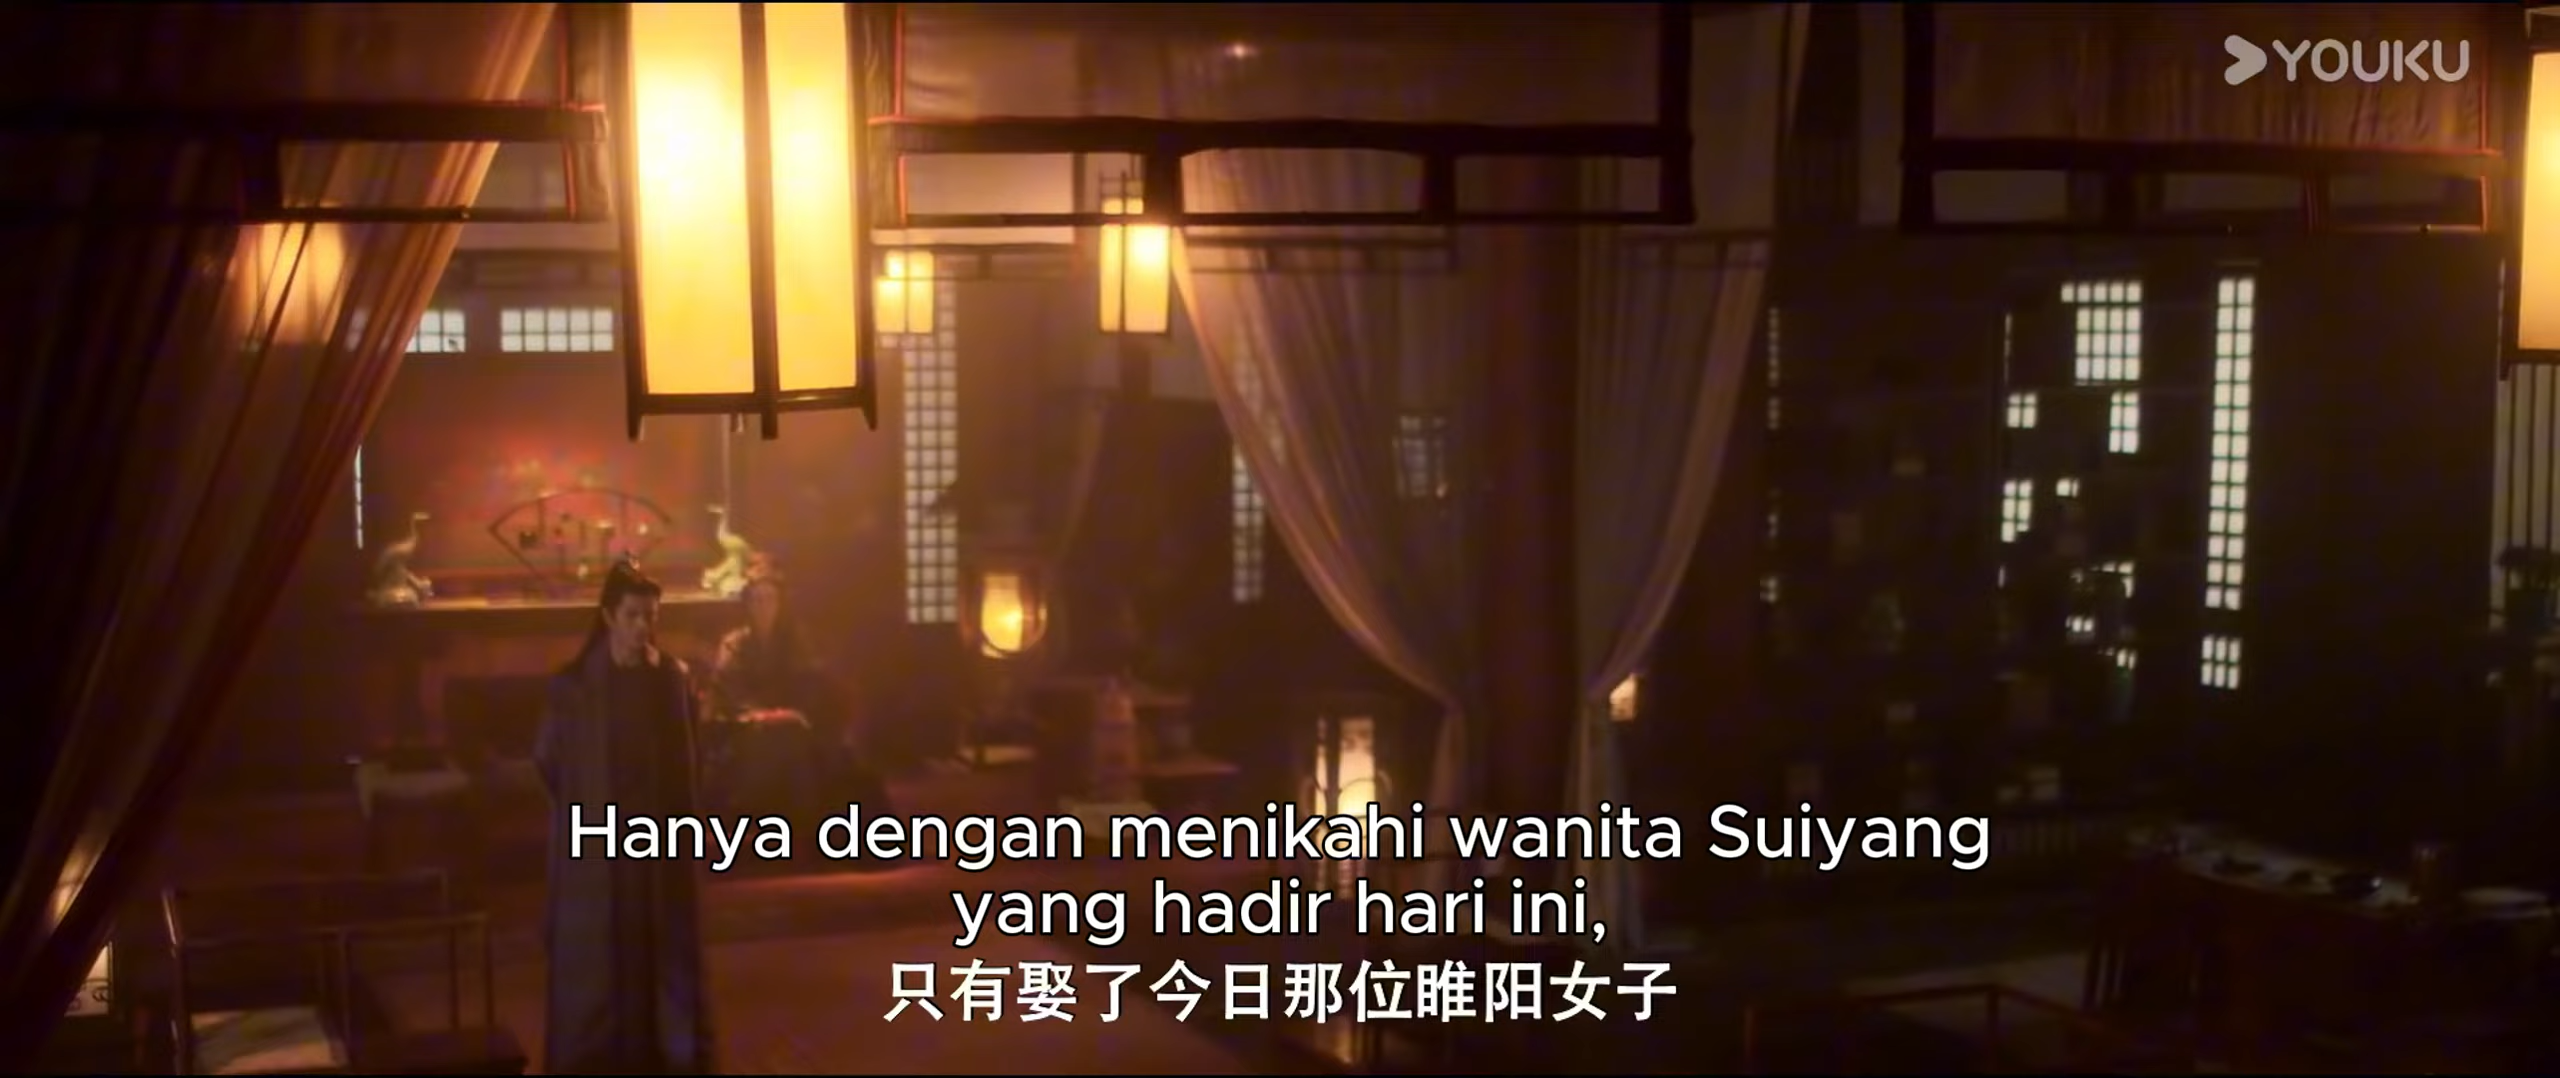 YOUKU
Hanya dengan menikahi wanita Suiyang
yang hadir hari ini,
只有娶了今日那位睢阳女子